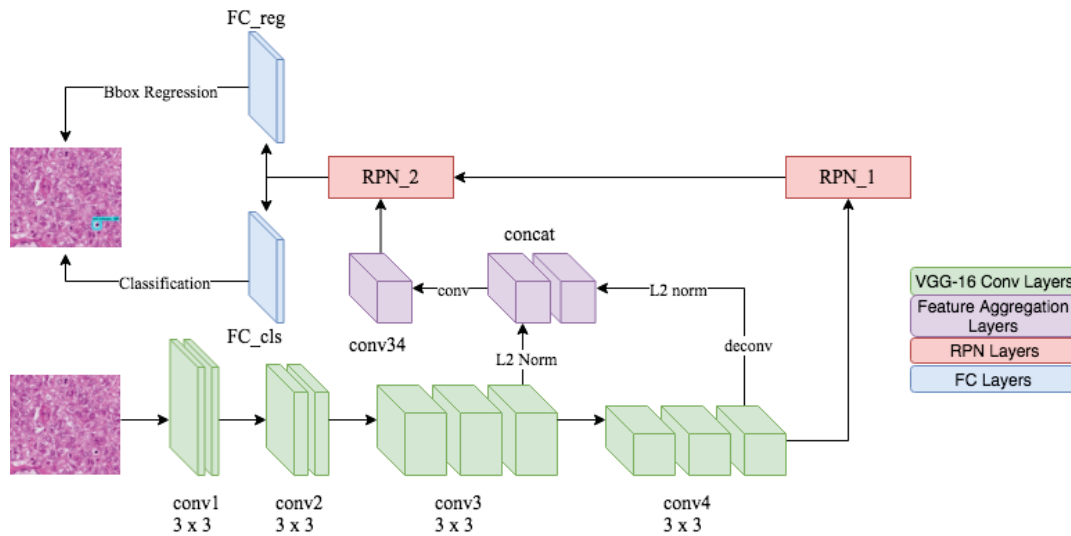 FC_reg
Bbox Regression
RPN_2
RPN_1
concat
Classification
conv
L2 norm
FC_cls
conv34
L2 Norm
deconv
VGG-16 Conv Layers
Feature Aggregation
Layers
RPN Layers
FC Layers
conv1
3 x 3
conv2
3 x 3
conv3
3 x 3
conv4
3 x 3